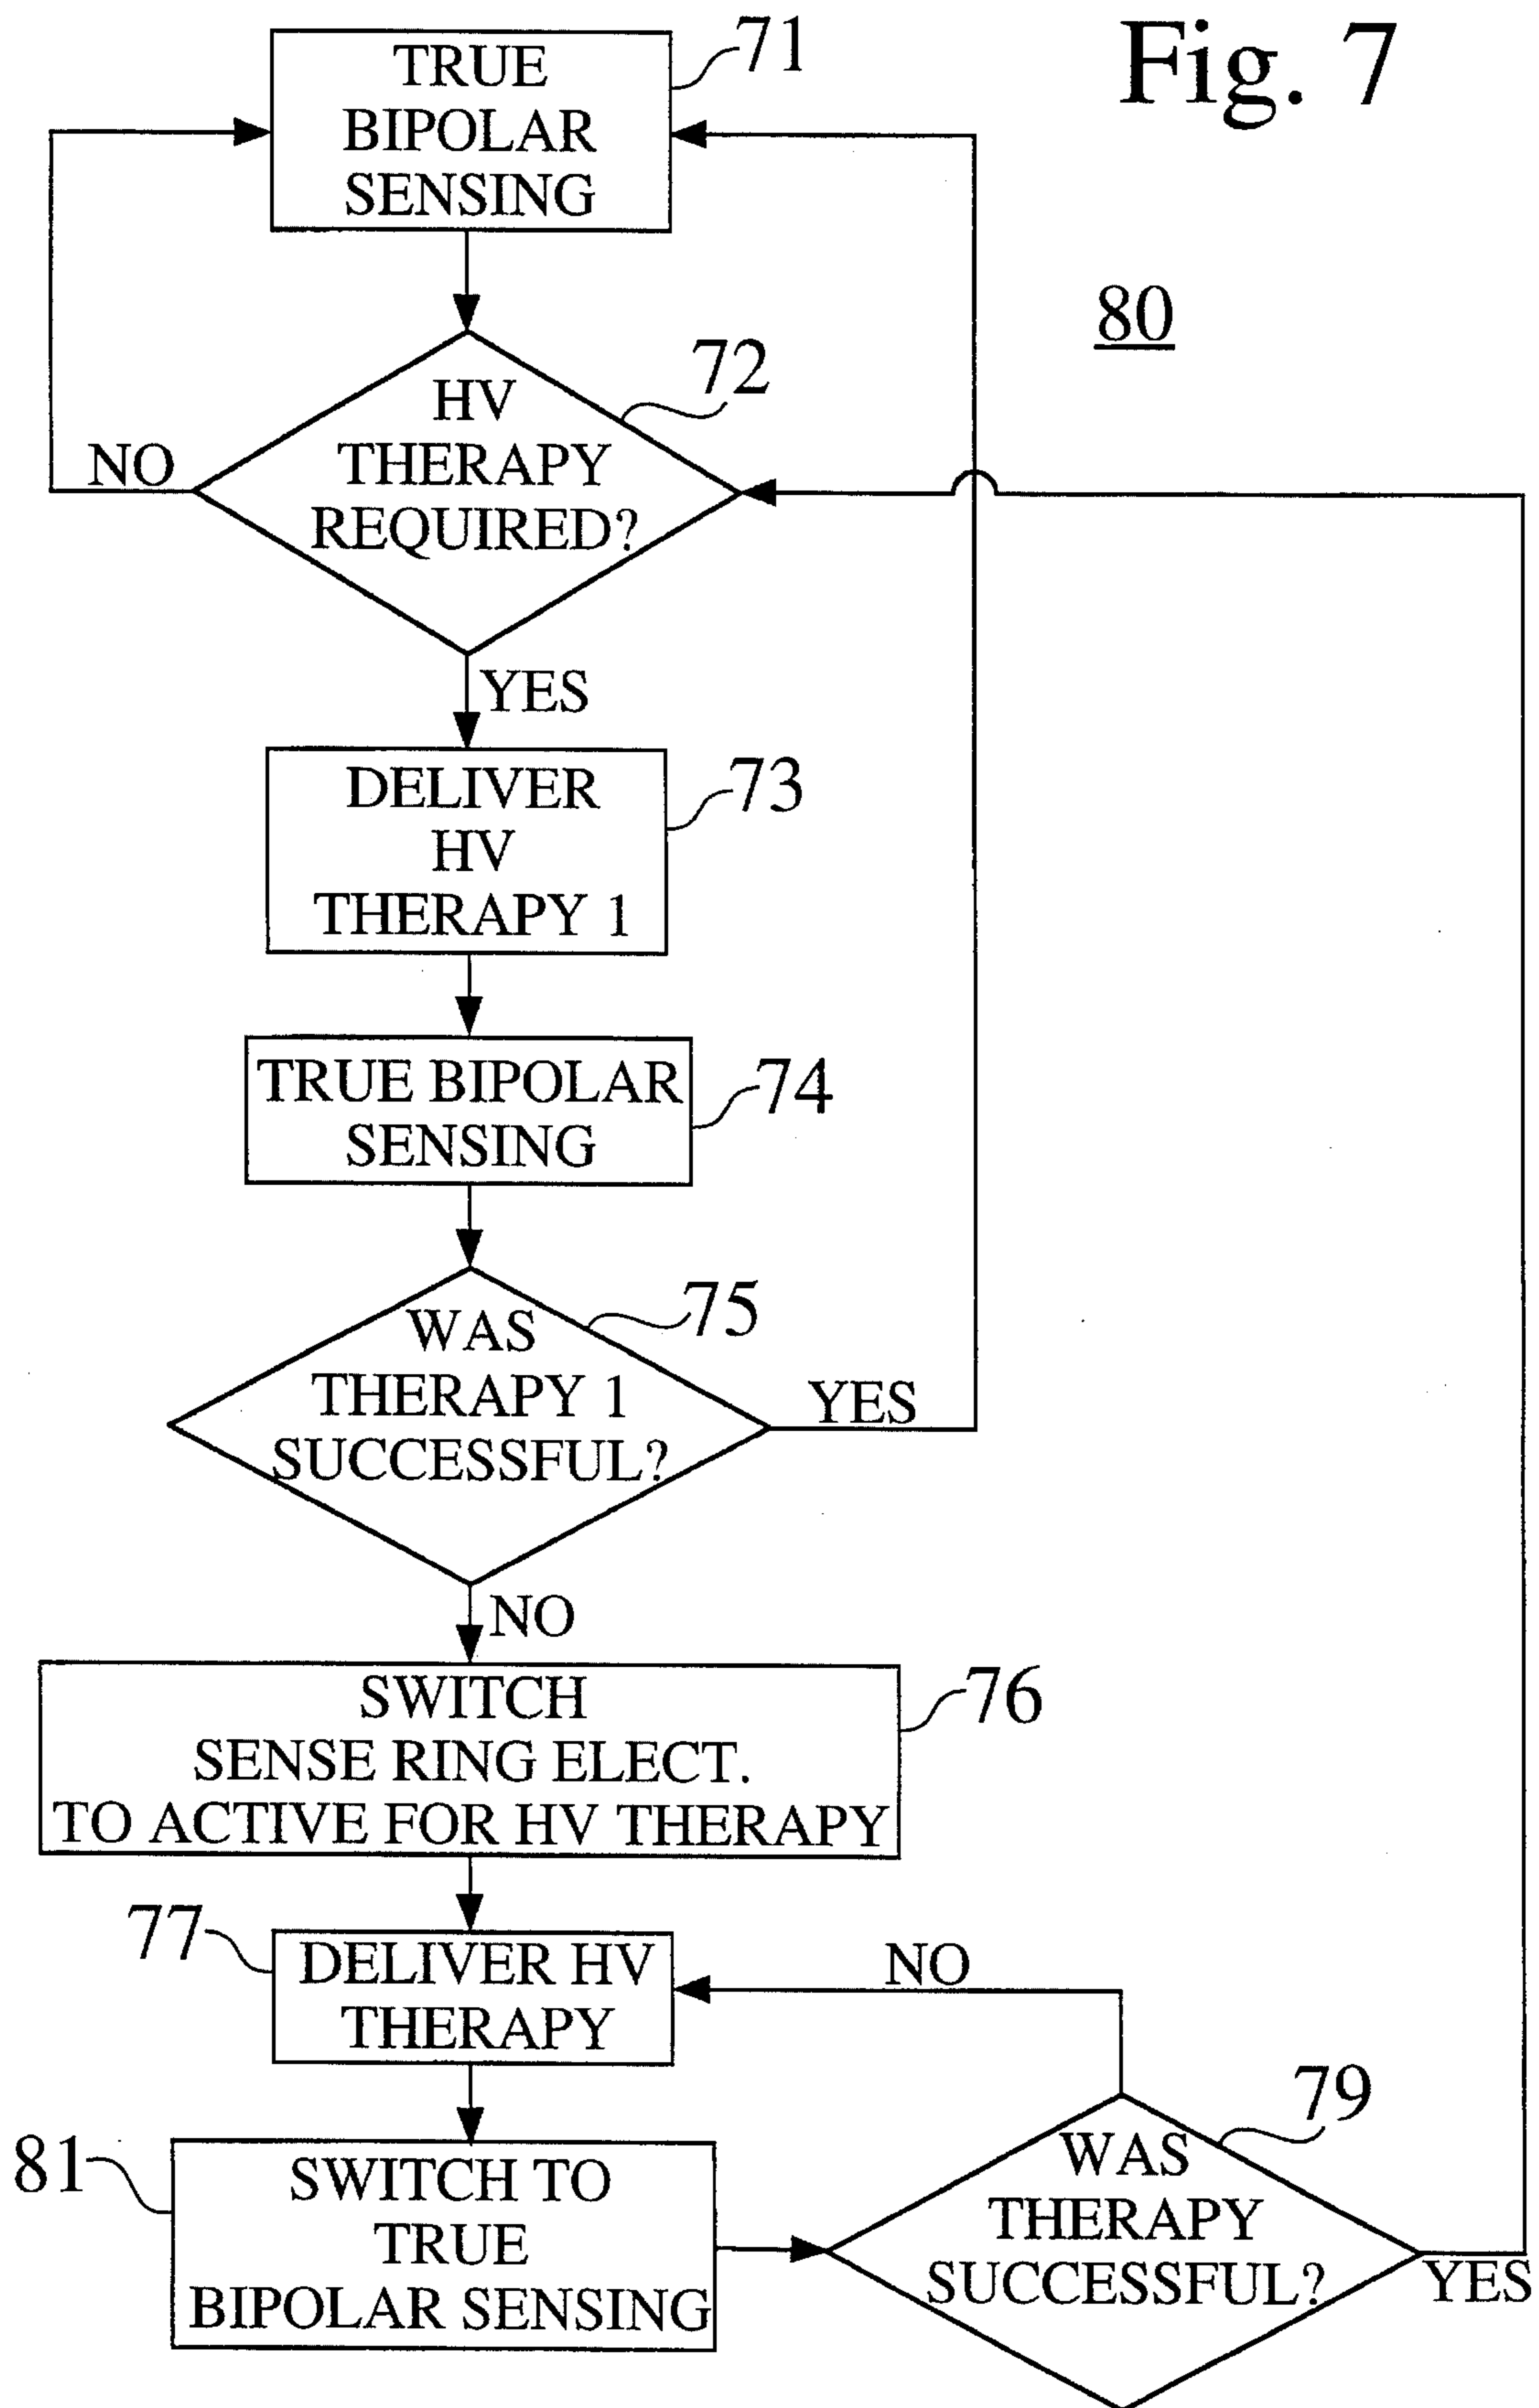 Fig. 7
71
TRUE
BIPOLAR
SENSING
80
72
HV
THERAPY
REQUIRED?
NO
YES
73
DELIVER
HV
THERAPY 1
74
TRUE BIPOLAR
SENSING
75
WAS
THERAPY 1
SUCCESSFUL?
YES
NO
76
SWITCH
SENSE RING ELECT.
TO ACTIVE FOR HV THERAPY
77
DELIVER HV
THERAPY
NO
79
81
SWITCH TO
TRUE
BIPOLAR SENSING
WAS
THERAPY
SUCCESSFUL?
YES